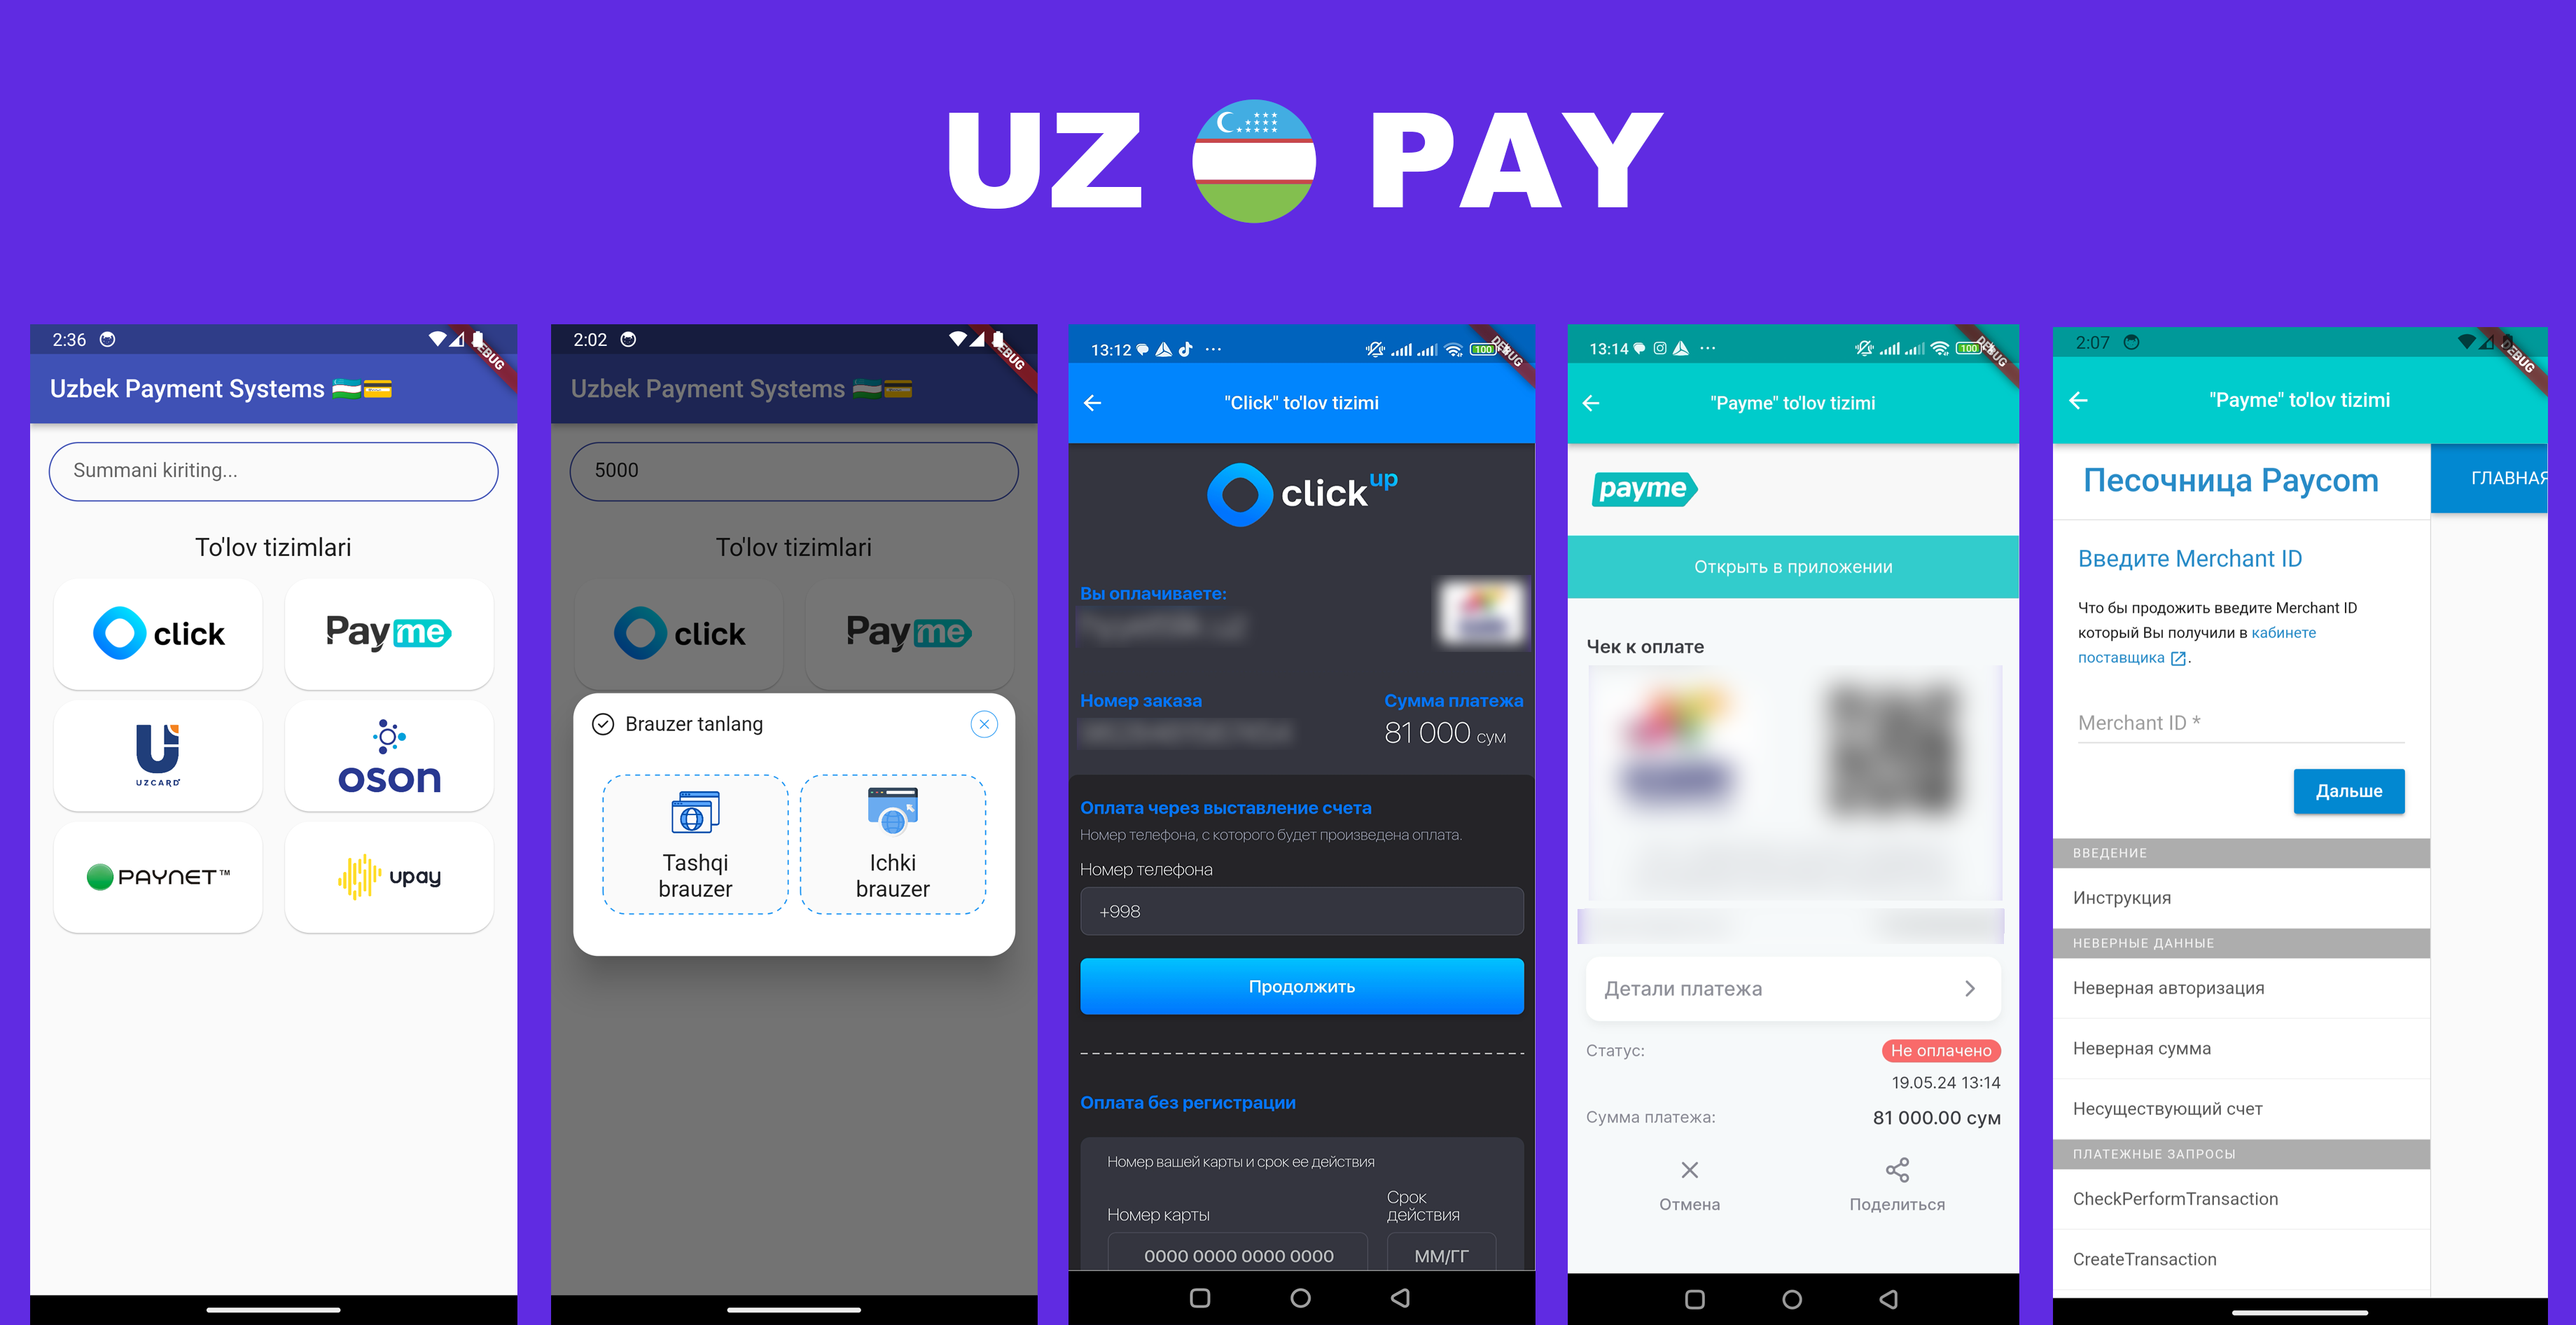 UZ PAY
2:36
DEBUG
Uzbek Payment Systems
Summani kiriting...
To'lov tizimlari
click
Payme
UZCARD
oson
PAYNET™
upay
2:02
DEBUG
Uzbek Payment Systems
5000
To'lov tizimlari
click
Payme
Brauzer tanlang
Tashqi
brauzer
Ichki
brauzer
13:12
100
DEBUG
"Click" to'lov tizimi
click up
Вы оплачиваете:
Номер заказа
Сумма платежа
81 000 сум
Оплата через выставление счета
Номер телефона, с которого будет произведена оплата.
Номер телефона
+998
Продолжить
Оплата без регистрации
Номер вашей карты и срок ее действия
Номер карты
Срок
действия
0000 0000 0000 0000
ММ/ГГ
13:14
100
DEBUG
"Payme" to'lov tizimi
payme
Открыть в приложении
Чек к оплате
Детали платежа
Статус:
Не оплачено
19.05.24 13:14
Сумма платежа:
81 000.00 сум
Отмена
Поделиться
2:07
DEBUG
"Payme" to'lov tizimi
Песочница Paycom
ГЛАВНАЯ
Введите Merchant ID
Что бы продожить введите Merchant ID
который Вы получили в кабинете
поставщика.
Merchant ID *
Дальше
ВВЕДЕНИЕ
Инструкция
НЕВЕРНЫЕ ДАННЫЕ
Неверная авторизация
Неверная сумма
Несуществующий счет
ПЛАТЕЖНЫЕ ЗАПРОСЫ
CheckPerformTransaction
CreateTransaction